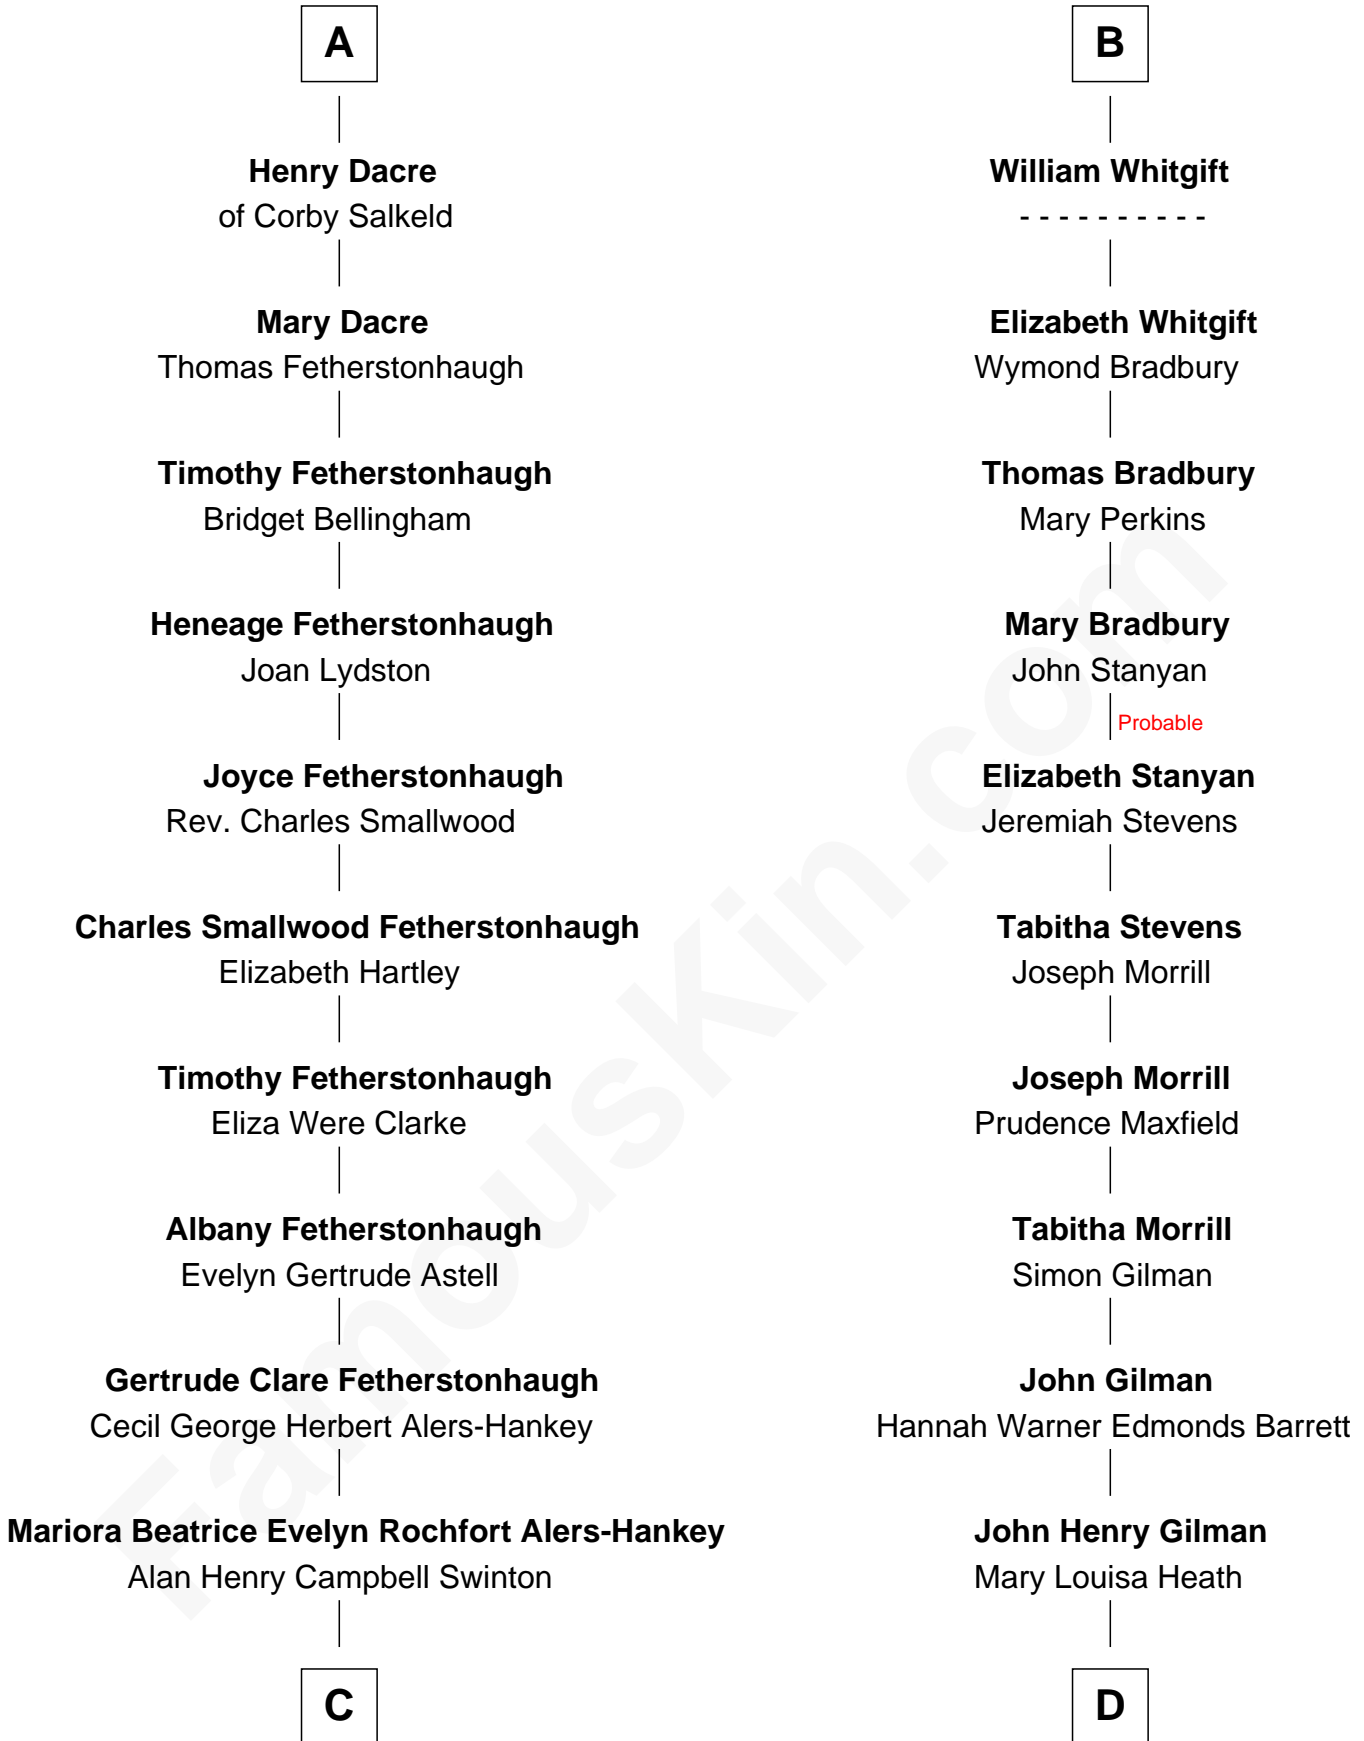 A
Henry Dacre
of Corby Salkeld
Mary Dacre
Thomas Fetherstonhaugh
Timothy Fetherstonhaugh
Bridget Bellingham
Heneage Fetherstonhaugh
Joan Lydston
Joyce Fetherstonhaugh
Rev. Charles Smallwood
Charles Smallwood Fetherstonhaugh
Elizabeth Hartley
Timothy Fetherstonhaugh
Eliza Were Clarke
Albany Fetherstonhaugh
Evelyn Gertrude Astell
Gertrude Clare Fetherstonhaugh
Cecil George Herbert Alers-Hankey
Mariora Beatrice Evelyn Rochfort Alers-Hankey
Alan Henry Campbell Swinton
C
B
William Whitgift
- - - - - - - - - -
Elizabeth Whitgift
Wymond Bradbury
Thomas Bradbury
Mary Perkins
Mary Bradbury
John Stanyan
Probable
Elizabeth Stanyan
Jeremiah Stevens
Tabitha Stevens
Joseph Morrill
Joseph Morrill
Prudence Maxfield
Tabitha Morrill
Simon Gilman
John Gilman
Hannah Warner Edmonds Barrett
John Henry Gilman
Mary Louisa Heath
D
FamousKin.com